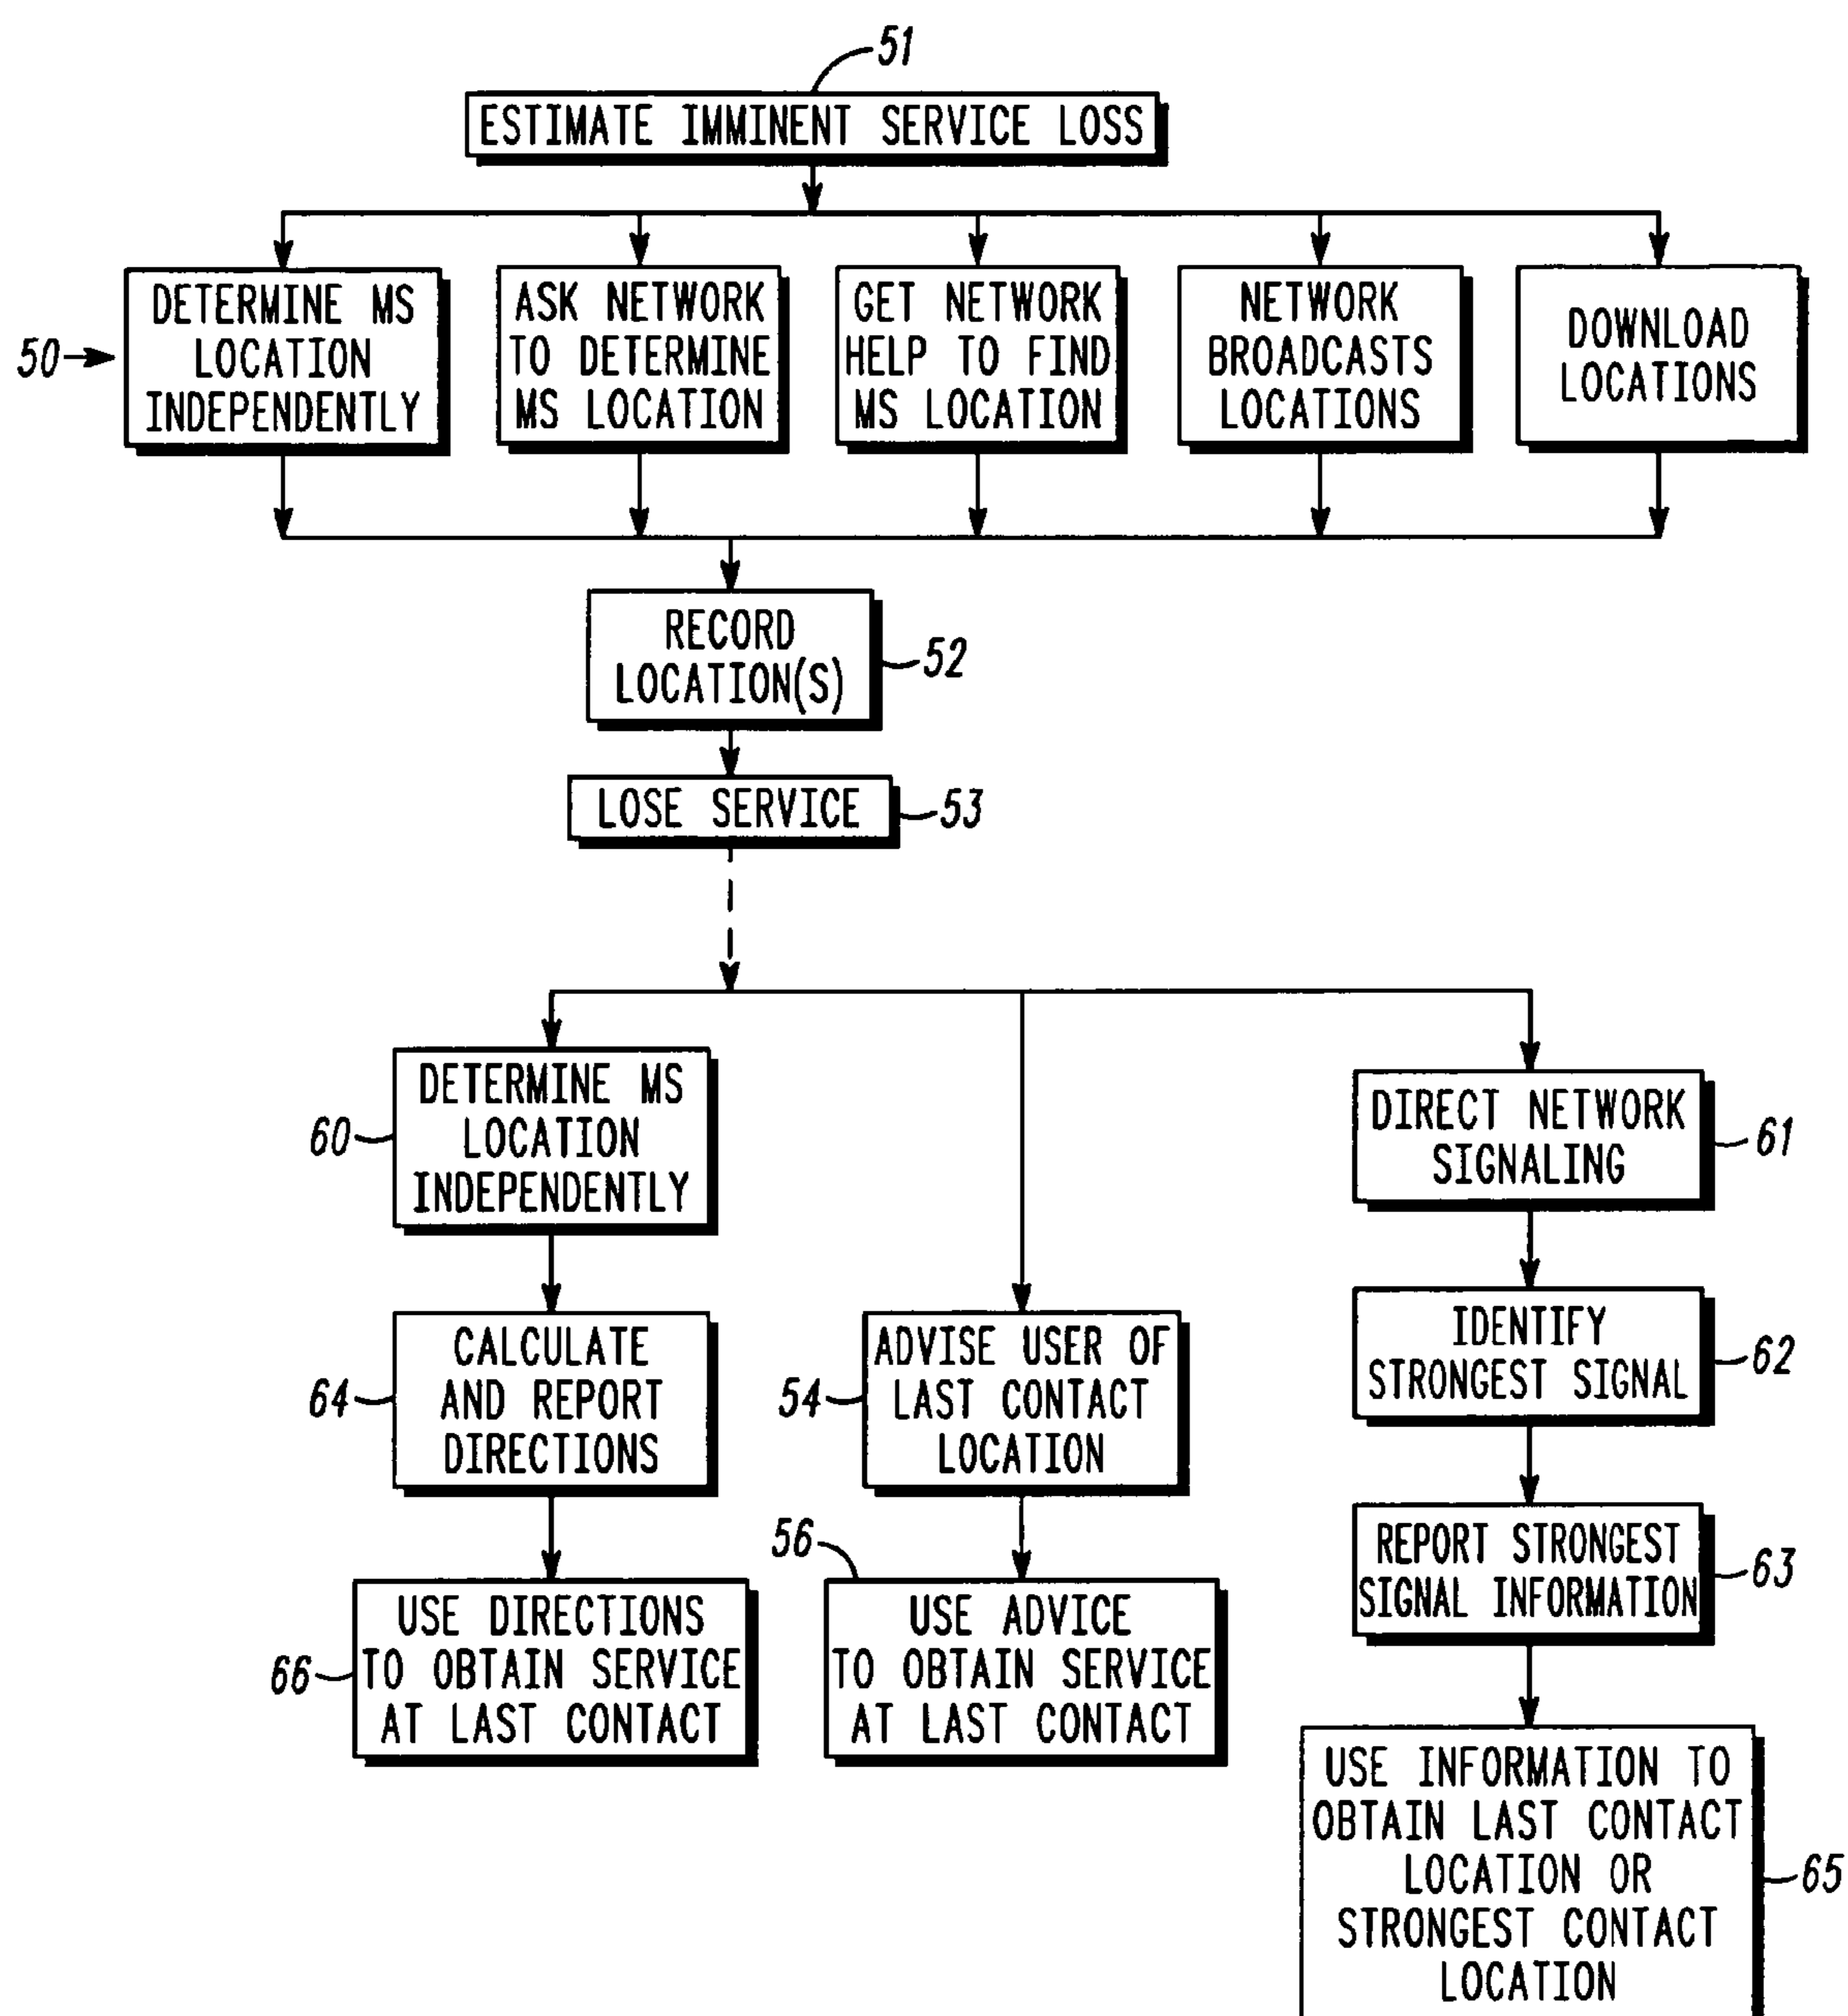 51
ESTIMATE IMMINENT SERVICE LOSS
50
DETERMINE MS
LOCATION
INDEPENDENTLY
ASK NETWORK
TO DETERMINE
MS LOCATION
GET NETWORK
HELP TO FIND
MS LOCATION
NETWORK
BROADCASTS
LOCATIONS
DOWNLOAD
LOCATIONS
RECORD
LOCATION(S)
52
LOSE SERVICE
53
60
DETERMINE MS
LOCATION
INDEPENDENTLY
DIRECT NETWORK
SIGNALING
61
64
CALCULATE
AND REPORT
DIRECTIONS
54
ADVISE USER OF
LAST CONTACT
LOCATION
IDENTIFY
STRONGEST SIGNAL
62
66
USE DIRECTIONS
TO OBTAIN SERVICE
AT LAST CONTACT
56
USE ADVICE
TO OBTAIN SERVICE
AT LAST CONTACT
REPORT STRONGEST
SIGNAL INFORMATION
63
USE INFORMATION TO
OBTAIN LAST CONTACT
LOCATION OR
STRONGEST CONTACT
LOCATION
65